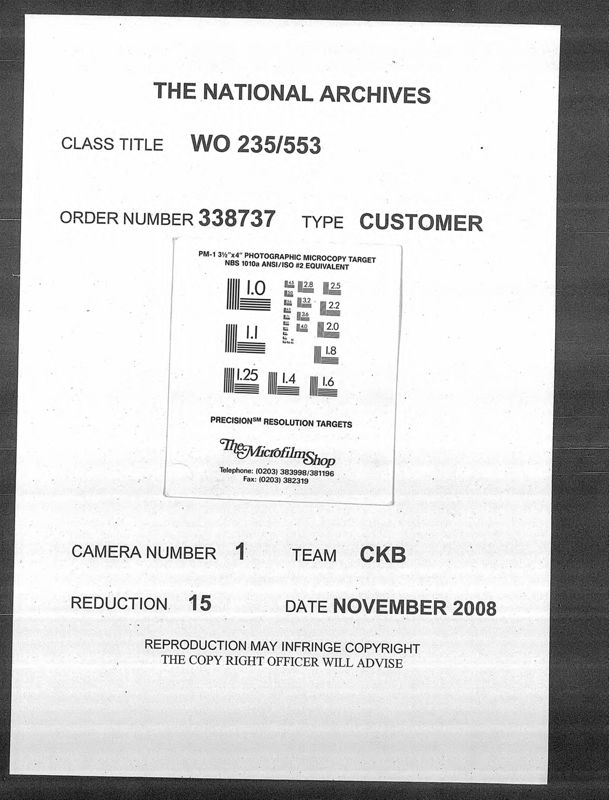 THE NATIONAL ARCHIVES
CLASS TITLE WO 235/553
ORDER NUMBER 338737 TYPE CUSTOMER
PM-1 3½"x4" PHOTOGRAPHIC MICROCOPY TARGET
NBS 1010a ANSI/ISO #2 EQUIVALENT
1.0 4.5 2.8 2.5
3.2 2.2
3.6
1.1 4.0 2.0
1.8
1.25 1.4 1.6
PRECISION℠ RESOLUTION TARGETS
The Microfilm Shop
Telephone: (0203) 383998/381196
Fax: (0203) 382319
CAMERA NUMBER 1 TEAM CKB
REDUCTION. 15 DATE NOVEMBER 2008
REPRODUCTION MAY INFRINGE COPYRIGHT
THE COPY RIGHT OFFICER WILL ADVISE